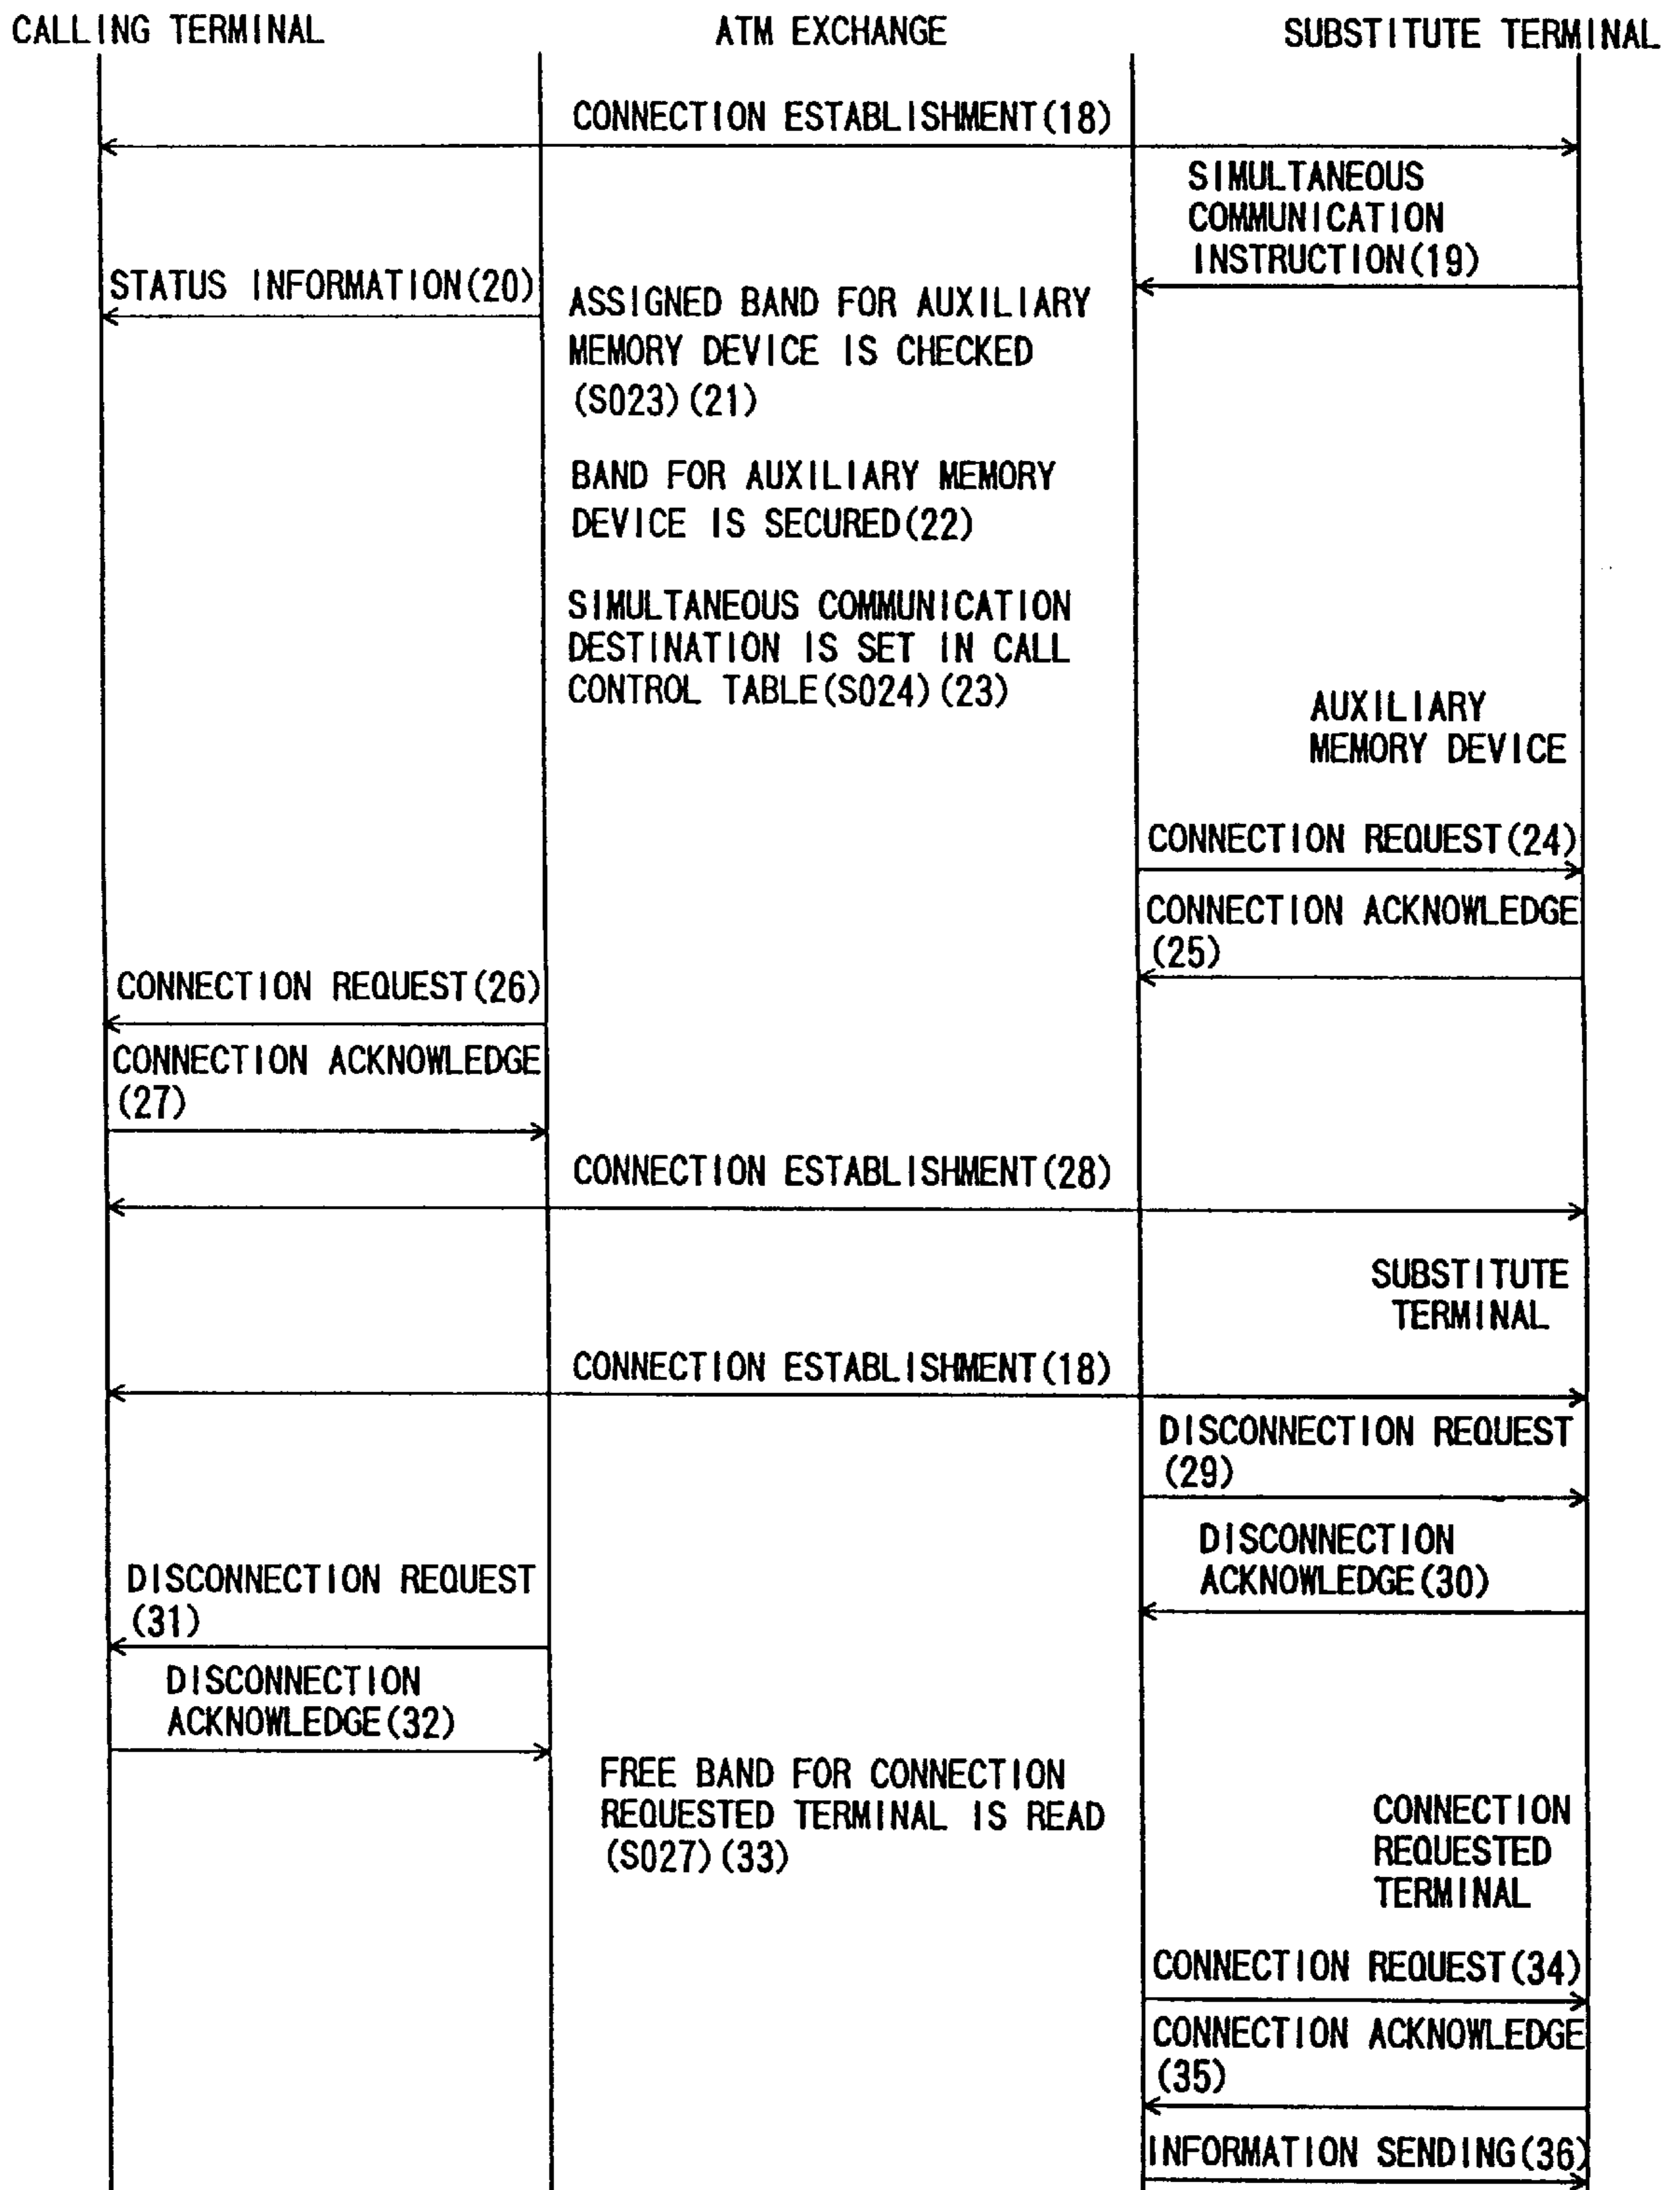 CALLING TERMINAL
ATM EXCHANGE
SUBSTITUTE TERMINAL
CONNECTION ESTABLISHMENT(18)
SIMULTANEOUS
COMMUNICATION
INSTRUCTION(19)
STATUS INFORMATION(20)
ASSIGNED BAND FOR AUXILIARY
MEMORY DEVICE IS CHECKED
(S023)(21)
BAND FOR AUXILIARY MEMORY
DEVICE IS SECURED(22)
SIMULTANEOUS COMMUNICATION
DESTINATION IS SET IN CALL
CONTROL TABLE(S024)(23)
AUXILIARY
MEMORY DEVICE
CONNECTION REQUEST(24)
CONNECTION ACKNOWLEDGE
(25)
CONNECTION REQUEST(26)
CONNECTION ACKNOWLEDGE
(27)
CONNECTION ESTABLISHMENT(28)
SUBSTITUTE
TERMINAL
CONNECTION ESTABLISHMENT(18)
DISCONNECTION REQUEST
(29)
DISCONNECTION
ACKNOWLEDGE(30)
DISCONNECTION REQUEST
(31)
DISCONNECTION
ACKNOWLEDGE(32)
FREE BAND FOR CONNECTION
REQUESTED TERMINAL IS READ
(S027)(33)
CONNECTION
REQUESTED
TERMINAL
CONNECTION REQUEST(34)
CONNECTION ACKNOWLEDGE
(35)
INFORMATION SENDING(36)